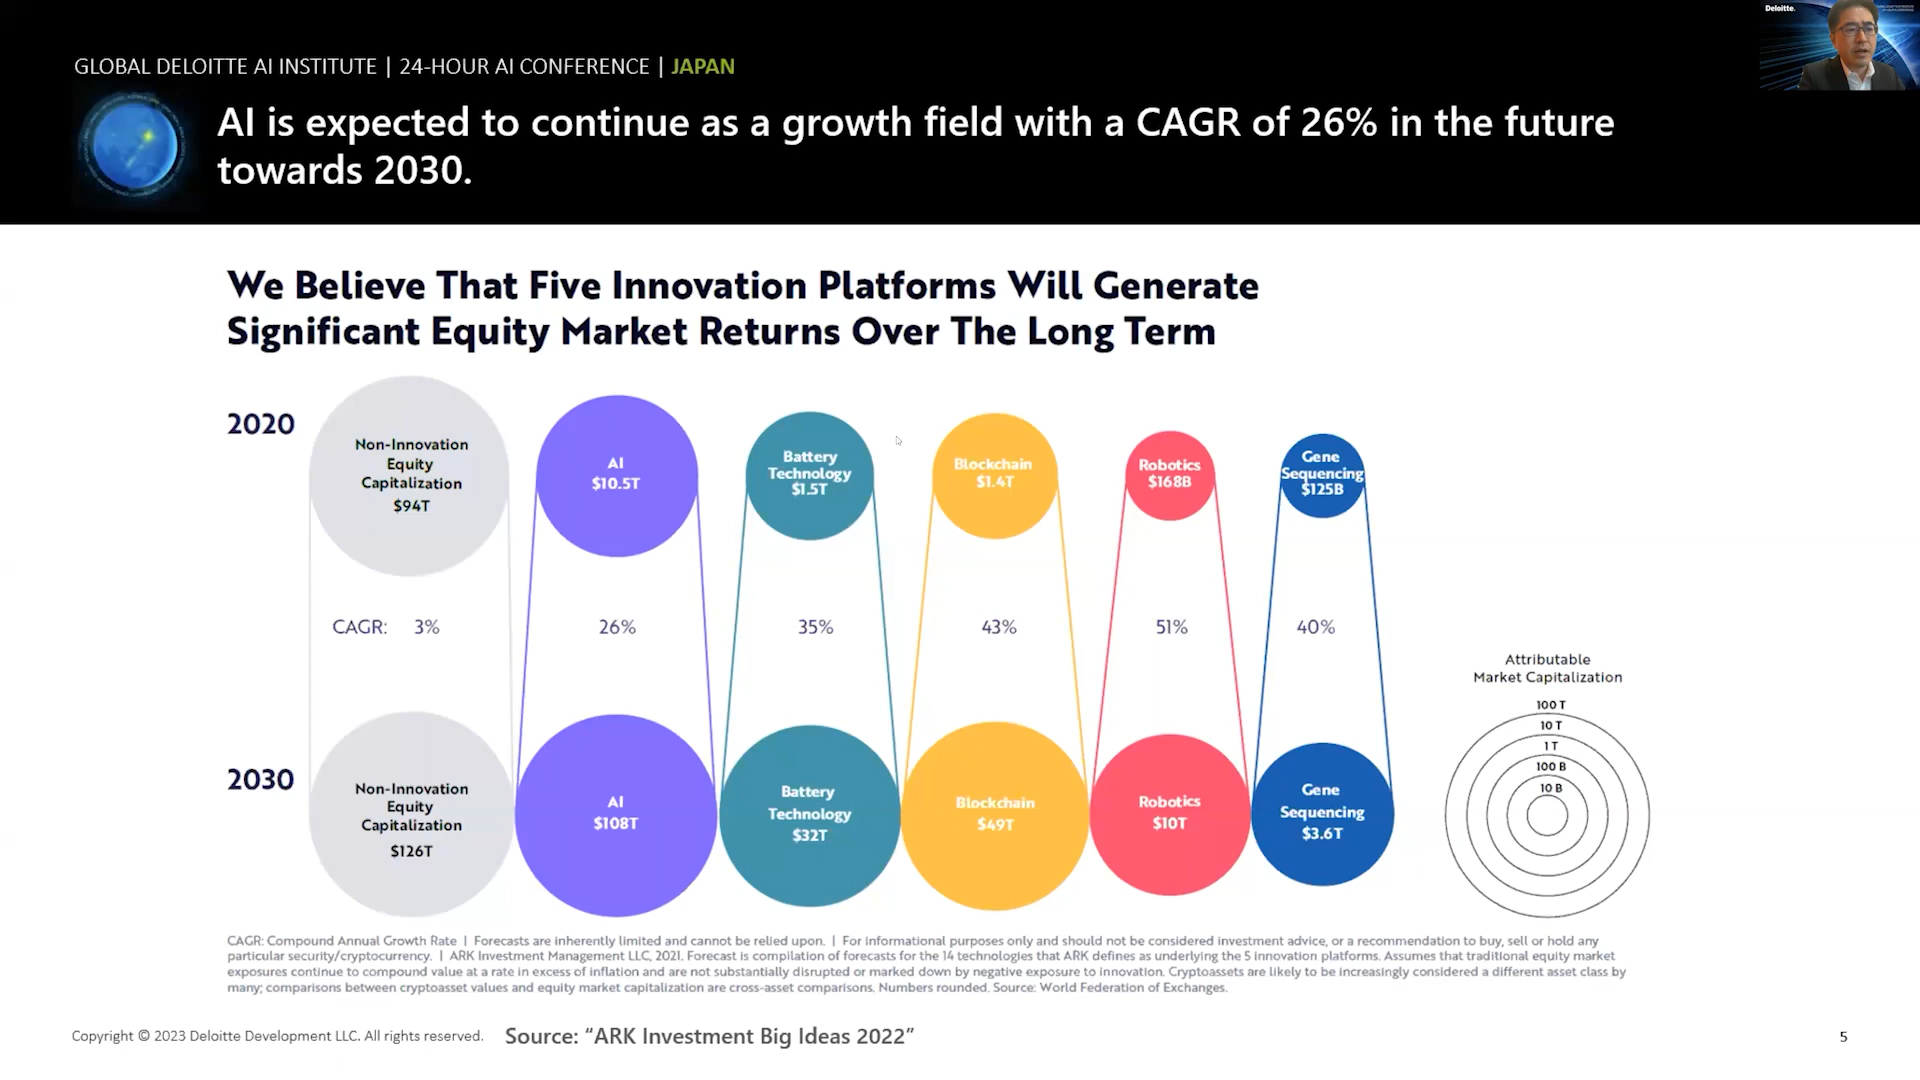 Deloitte.
GLOBAL DELOITTE AI INSTITUTE | 24-HOUR AI CONFERENCE | JAPAN
AI is expected to continue as a growth field with a CAGR of 26% in the future
towards 2030.
We Believe That Five Innovation Platforms Will Generate
Significant Equity Market Returns Over The Long Term
2020
Non-Innovation
Equity
Capitalization
$94T
AI
$10.5T
Battery
Technology
$1.5T
Blockchain
$1.4T
Robotics
$168B
Gene
Sequencing
$125B
CAGR: 3% 26% 35% 43% 51% 40%
2030
Non-Innovation
Equity
Capitalization
$126T
AI
$108T
Battery
Technology
$32T
Blockchain
$49T
Robotics
$10T
Gene
Sequencing
$3.6T
Attributable
Market Capitalization
100 T
10 T
1 T
100 B
10 B
CAGR: Compound Annual Growth Rate | Forecasts are inherently limited and cannot be relied upon. | For informational purposes only and should not be considered investment advice, or a recommendation to buy, sell or hold any
particular security/cryptocurrency. | ARK Investment Management LLC, 2021. Forecast is compilation of forecasts for the 14 technologies that ARK defines as underlying the 5 innovation platforms. Assumes that traditional equity market
exposures continue to compound value at a rate in excess of inflation and are not substantially disrupted or marked down by negative exposure to innovation. Cryptoassets are likely to be increasingly considered a different asset class by
many; comparisons between cryptoasset values and equity market capitalization are cross-asset comparisons. Numbers rounded. Source: World Federation of Exchanges.
Copyright © 2023 Deloitte Development LLC. All rights reserved.
Source: “ARK Investment Big Ideas 2022”
5